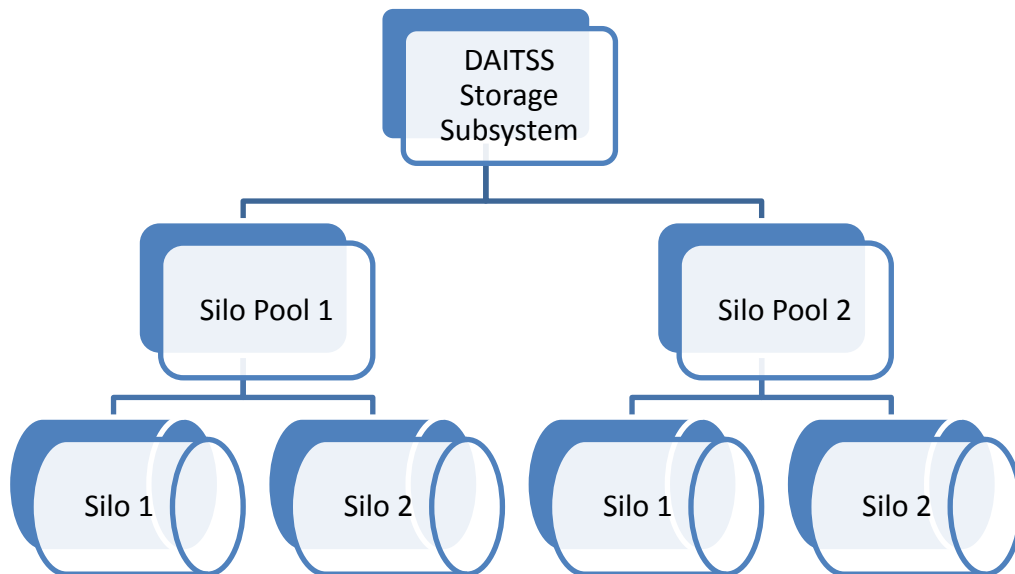 DAITSS
Storage
Subsystem
Silo Pool 1
Silo Pool 2
Silo 1
Silo 2
Silo 1
Silo 2